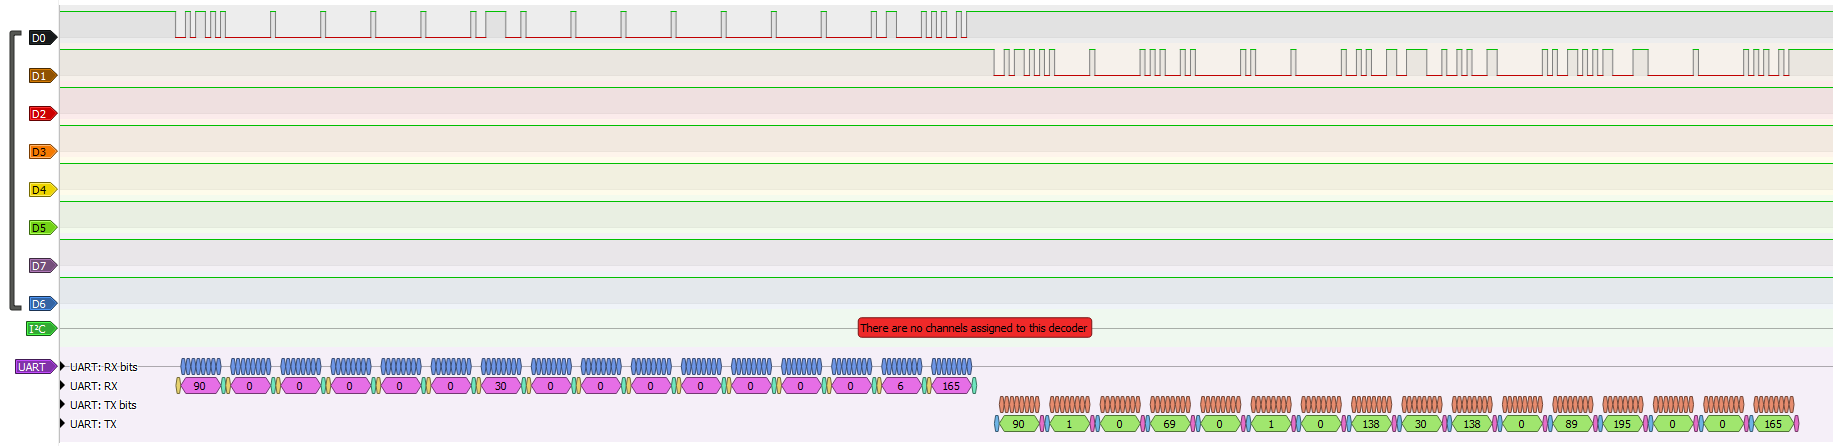 D0
D1
D2
D3
D4
D5
D7
D6
I²C There are no channels assigned to this decoder
UART UART: RX bits
UART: RX 90 0 0 0 0 0 30 0 0 0 0 0 0 0 6 165
UART: TX bits
UART: TX 90 1 0 69 0 1 0 138 30 138 0 89 195 0 0 165